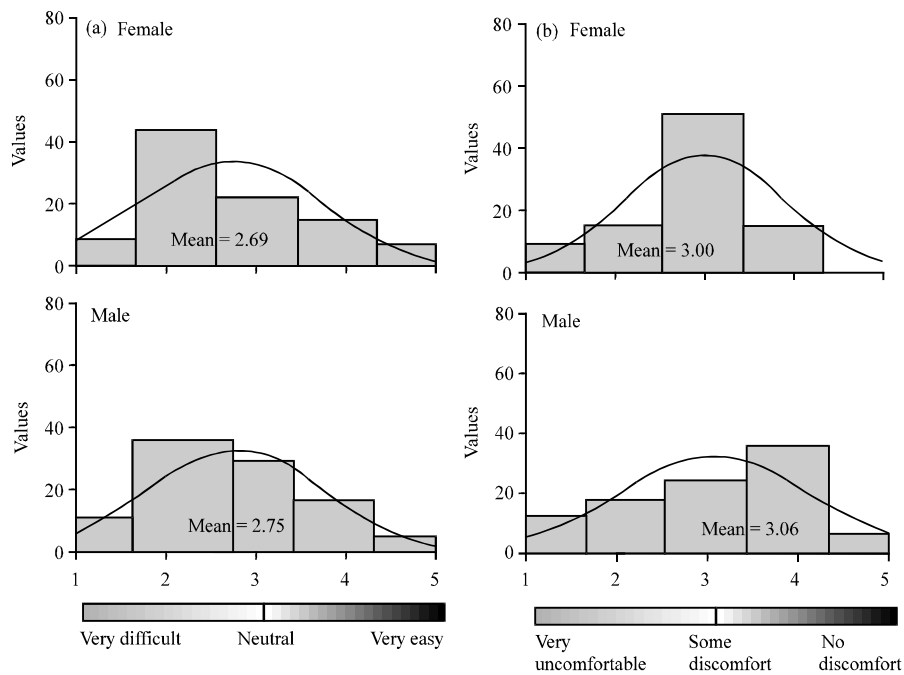 (a) Female
80
60
40
20
0
Values
Mean = 2.69
(b) Female
80
60
40
20
0
Values
Mean = 3.00
Male
80
60
40
20
0
Values
Mean = 2.75
1 2 3 4 5
Very difficult Neutral Very easy
Male
80
60
40
20
0
Values
Mean = 3.06
1 2 3 4 5
Very Some No
uncomfortable discomfort discomfort